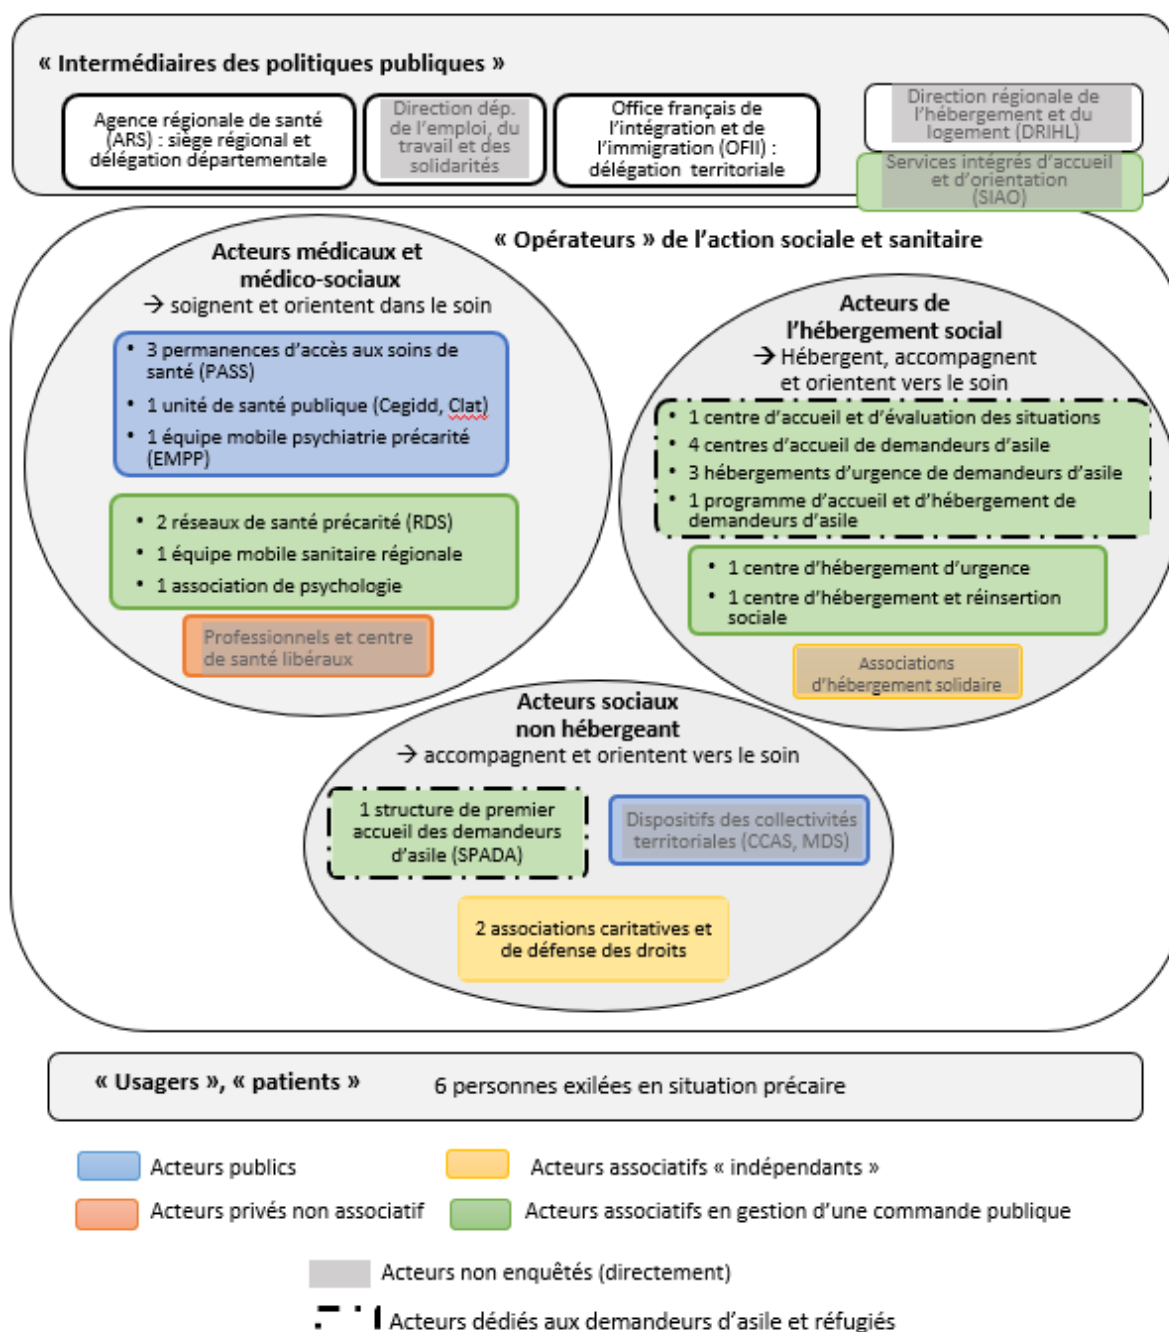 « Intermédiaires des politiques publiques »
Agence régionale de santé
(ARS) : siège régional et
délégation départementale
Direction dép.
de l'emploi, du
travail et des
solidarités
Office français de
l'intégration et de
l'immigration (OFII) :
délégation territoriale
Direction régionale de
l'hébergement et du
logement (DRIHL)
Services intégrés d'accueil
et d'orientation
(SIAO)
« Opérateurs » de l'action sociale et sanitaire
Acteurs médicaux et
médico-sociaux
→ soignent et orientent dans le soin
• 3 permanences d'accès aux soins de
santé (PASS)
• 1 unité de santé publique (Cegidd, Clat)
• 1 équipe mobile psychiatrie précarité
(EMPP)
• 2 réseaux de santé précarité (RDS)
• 1 équipe mobile sanitaire régionale
• 1 association de psychologie
Professionnels et centre
de santé libéraux
Acteurs de
l'hébergement social
→ Hébergent, accompagnent
et orientent vers le soin
• 1 centre d'accueil et d'évaluation des situations
• 4 centres d'accueil de demandeurs d'asile
• 3 hébergements d'urgence de demandeurs d'asile
• 1 programme d'accueil et d'hébergement de
demandeurs d'asile
• 1 centre d'hébergement d'urgence
• 1 centre d'hébergement et réinsertion
sociale
Associations
d'hébergement solidaire
Acteurs sociaux
non hébergeant
→ accompagnent et orientent vers le soin
1 structure de premier
accueil des demandeurs
d'asile (SPADA)
Dispositifs des collectivités
territoriales (CCAS, MDS)
2 associations caritatives et
de défense des droits
« Usagers », « patients »
6 personnes exilées en situation précaire
Acteurs publics
Acteurs associatifs « indépendants »
Acteurs privés non associatif
Acteurs associatifs en gestion d'une commande publique
Acteurs non enquêtés (directement)
Acteurs dédiés aux demandeurs d'asile et réfugiés